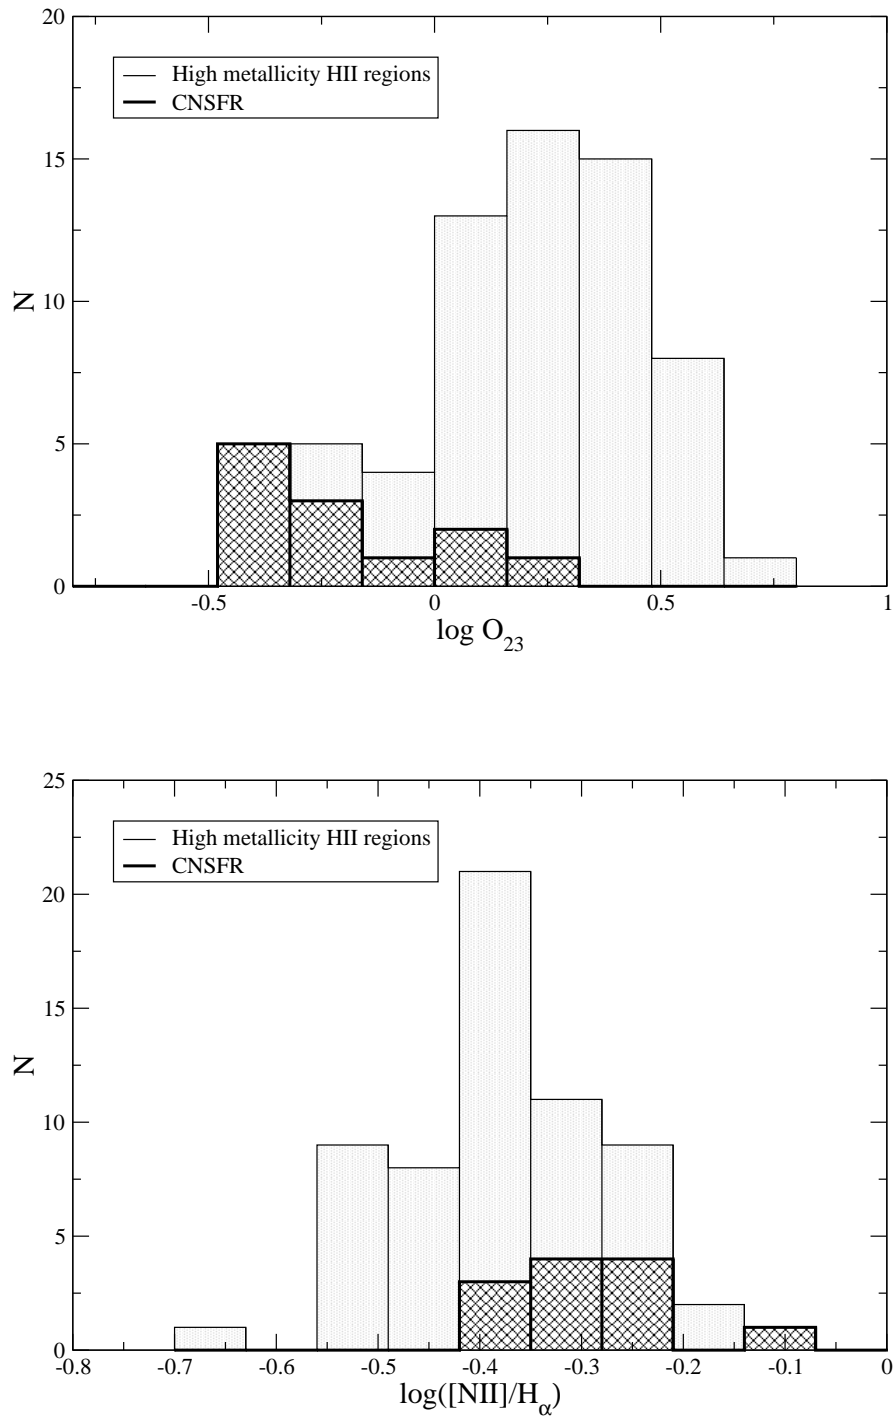 20
15
10
5
0
N
High metallicity HII regions
CNSFR
-0.5 0 0.5 1
log O23
25
20
15
10
5
0
N
High metallicity HII regions
CNSFR
-0.8 -0.7 -0.6 -0.5 -0.4 -0.3 -0.2 -0.1 0
log([NII]/Hα)